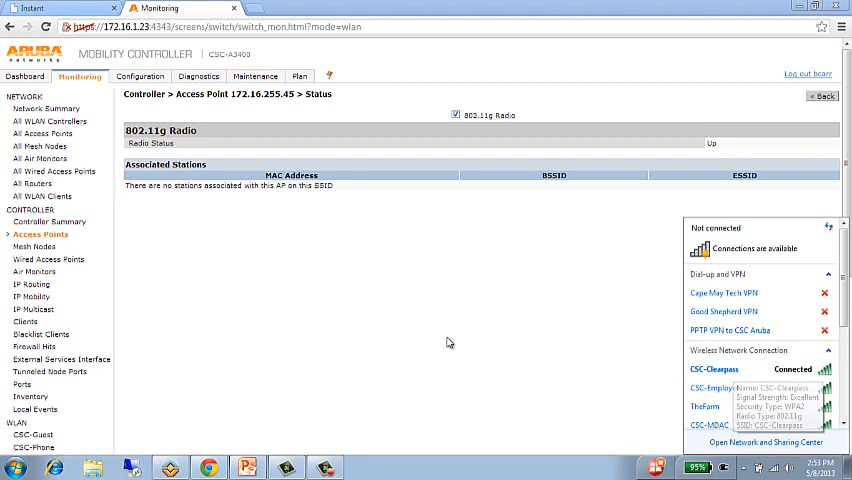 Instant
Monitoring
https://172.16.1.23:4343/screens/switch/switch_mon.html?mode=wlan
ARUBA
networks
MOBILITY CONTROLLER | CSC-A3400
Dashboard Monitoring Configuration Diagnostics Maintenance Plan
Log out bcarr
NETWORK
Network Summary
All WLAN Controllers
All Access Points
All Mesh Nodes
All Air Monitors
All Wired Access Points
All Routers
All WLAN Clients
CONTROLLER
Controller Summary
Access Points
Mesh Nodes
Wired Access Points
Air Monitors
IP Routing
IP Mobility
IP Multicast
Clients
Blacklist Clients
Firewall Hits
External Services Interface
Tunneled Node Ports
Ports
Inventory
Local Events
WLAN
CSC-Guest
CSC-Phone
Controller > Access Point 172.16.255.45 > Status
« Back
802.11g Radio
802.11g Radio
Radio Status Up
Associated Stations
MAC Address BSSID ESSID
There are no stations associated with this AP on this SSID
Not connected
Connections are available
Dial-up and VPN
Cape May Tech VPN
Good Shepherd VPN
PPTP VPN to CSC Aruba
Wireless Network Connection
CSC-Clearpass Connected
TheFarm
CSC-MDAC
Name: CSC-Clearpass
Signal Strength: Excellent
Security Type: WPA2
Radio Type: 802.11g
SSID: CSC-Clearpass
Open Network and Sharing Center
95%
2:53 PM
5/8/2013